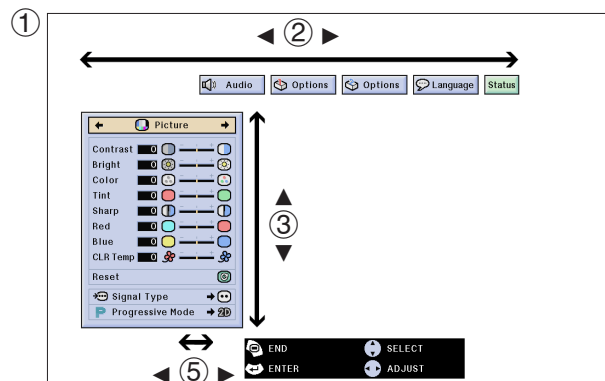 ①
◀ ② ▶
Audio Options Options Language Status
Picture
Contrast 0
Bright 0
Color 0
Tint 0
Sharp 0
Red 0
Blue 0
CLR Temp 0
Reset
Signal Type
P Progressive Mode 2D
▲
③
▼
◀ ⑤ ▶
END SELECT
ENTER ADJUST